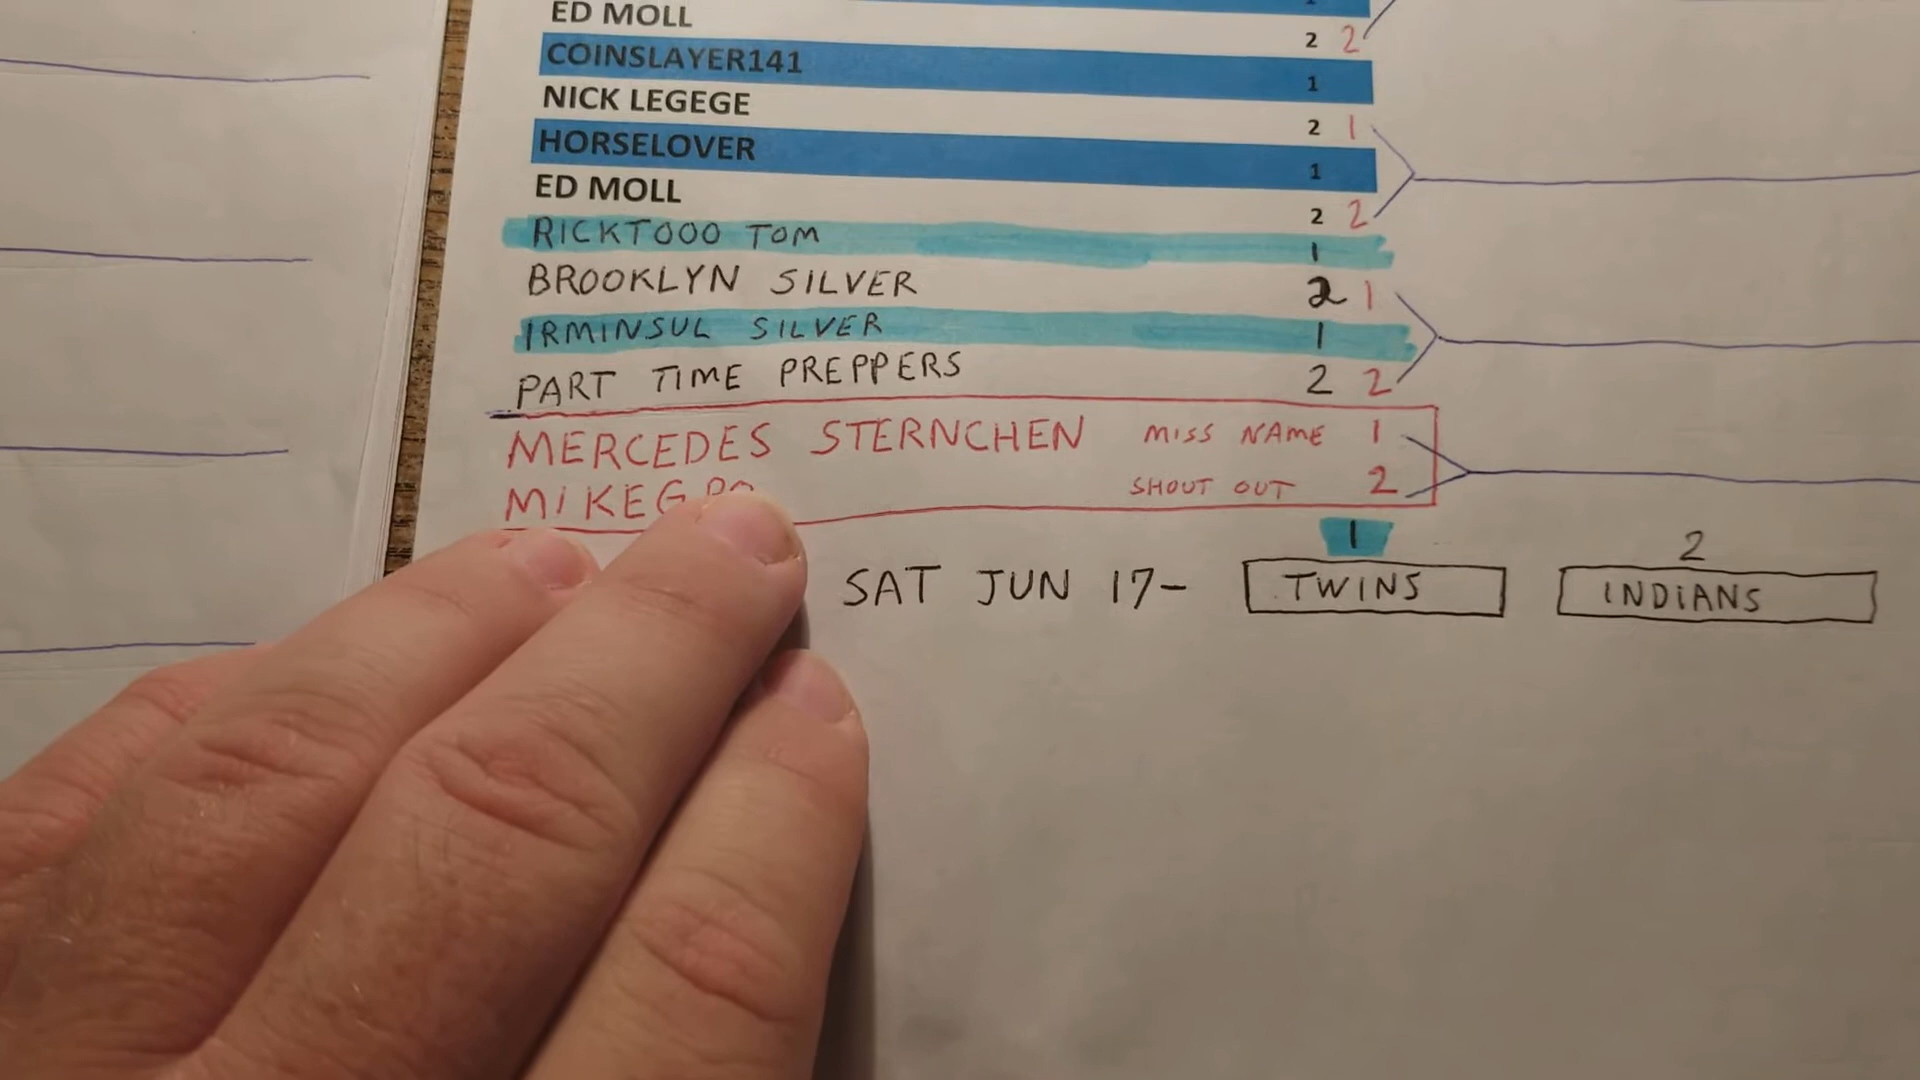 1
ED MOLL 2 2
COINSLAYER141 1
NICK LEGEGE 2 1
HORSELOVER 1
ED MOLL 2 2
RICKTOOO TOM 1
BROOKLYN SILVER 2 1
IRMINSUL SILVER 1
PART TIME PREPPERS 2 2
MERCEDES STERNCHEN MISS NAME 1
SHOUT OUT 2
1 2
SAT JUN 17- TWINS INDIANS